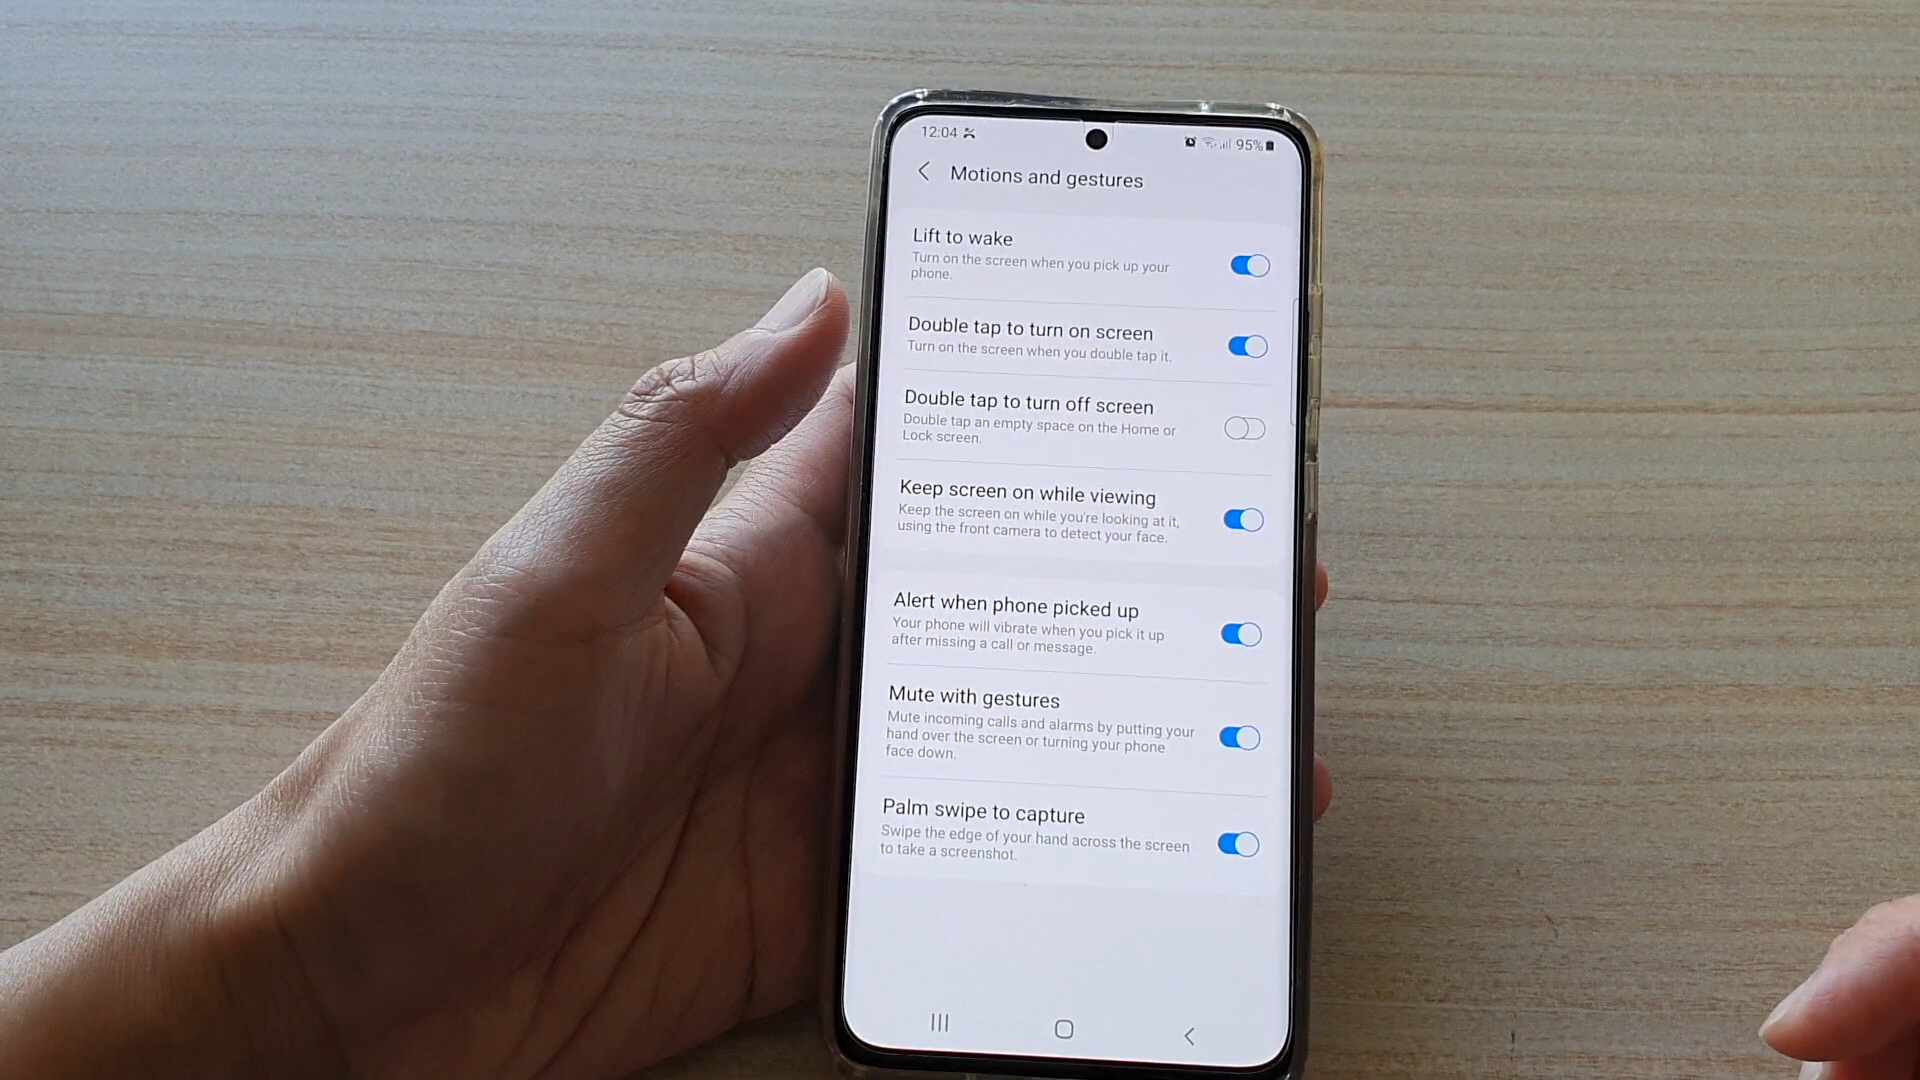 12:04
95%
Motions and gestures
Lift to wake
Turn on the screen when you pick up your
phone.
Double tap to turn on screen
Turn on the screen when you double tap it.
Double tap to turn off screen
Double tap an empty space on the Home or
Lock screen.
Keep screen on while viewing
Keep the screen on while you're looking at it,
using the front camera to detect your face.
Alert when phone picked up
Your phone will vibrate when you pick it up
after missing a call or message.
Mute with gestures
Mute incoming calls and alarms by putting your
hand over the screen or turning your phone
face down.
Palm swipe to capture
Swipe the edge of your hand across the screen
to take a screenshot.